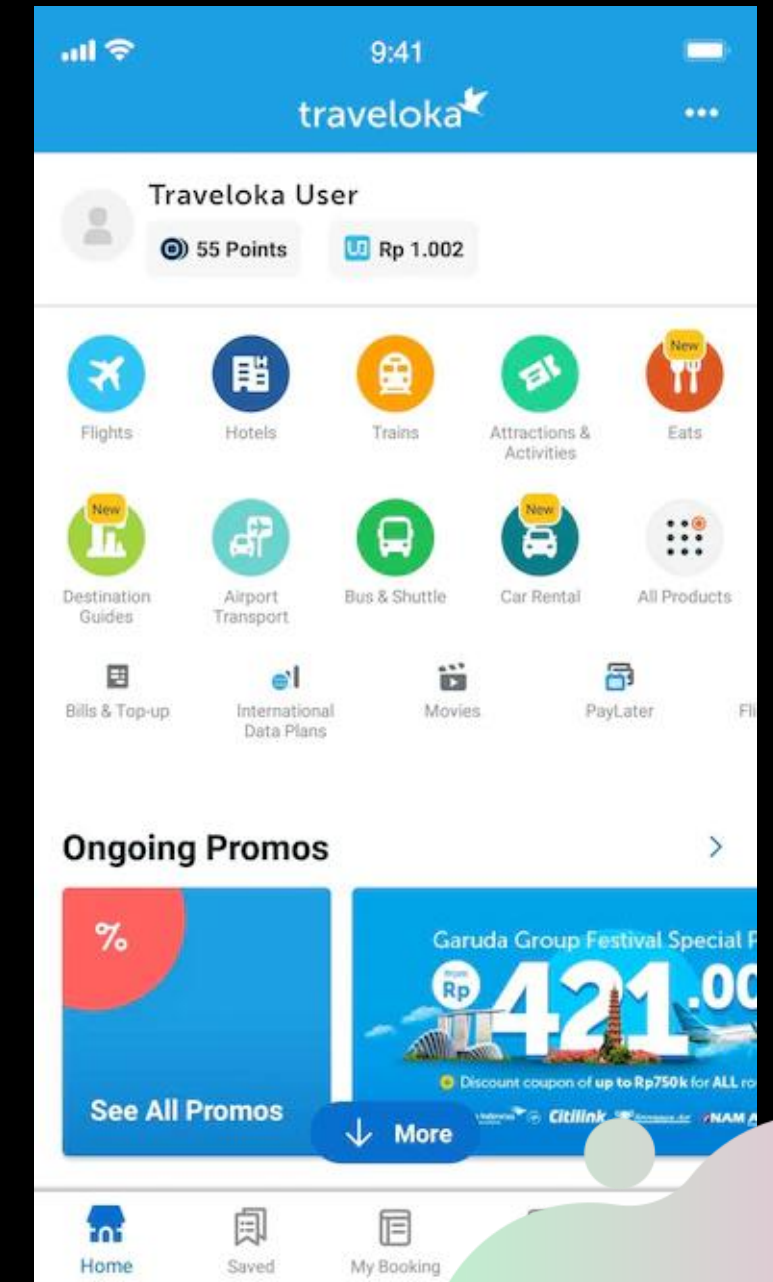 9:41
traveloka
Traveloka User
55 Points
Rp 1.002
New
Flights
Hotels
Trains
Attractions &
Activities
Eats
New
New
Destination
Guides
Airport
Transport
Bus & Shuttle
Car Rental
All Products
Bills & Top-up
International
Data Plans
Movies
PayLater
Fli
Ongoing Promos
%
Garuda Group Festival Special P
Rp
421.00
Discount coupon of up to Rp750k for ALL ro
See All Promos
More
Citilink
NAM A
Home
Saved
My Booking